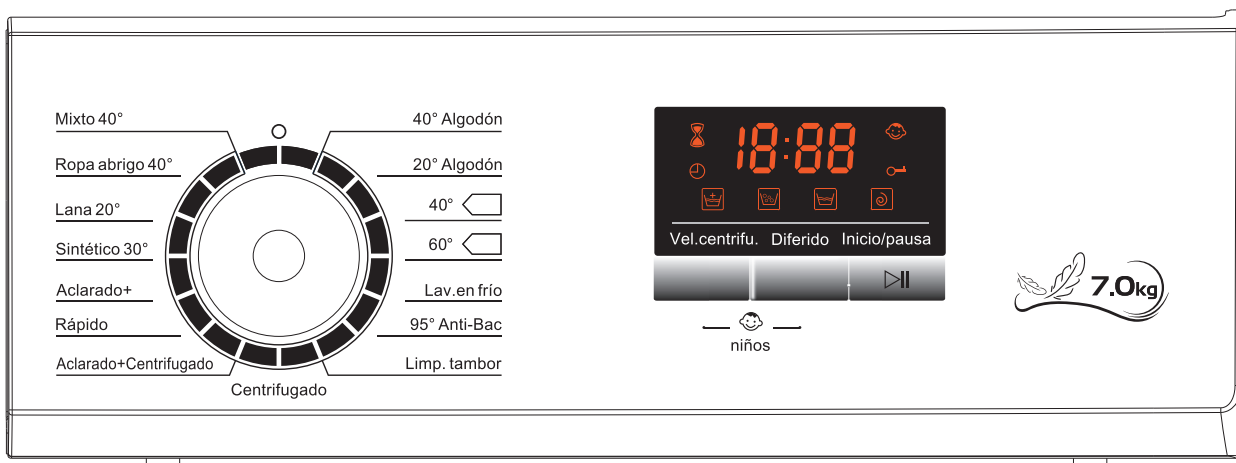 Mixto 40°
Ropa abrigo 40°
Lana 20°
Sintético 30°
Aclarado+
Rápido
Aclarado+Centrifugado
Centrifugado
40° Algodón
20° Algodón
40°
60°
Lav.en frío
95° Anti-Bac
Limp. tambor
18:88
Vel.centrifu. Diferido Inicio/pausa
niños
7.0kg